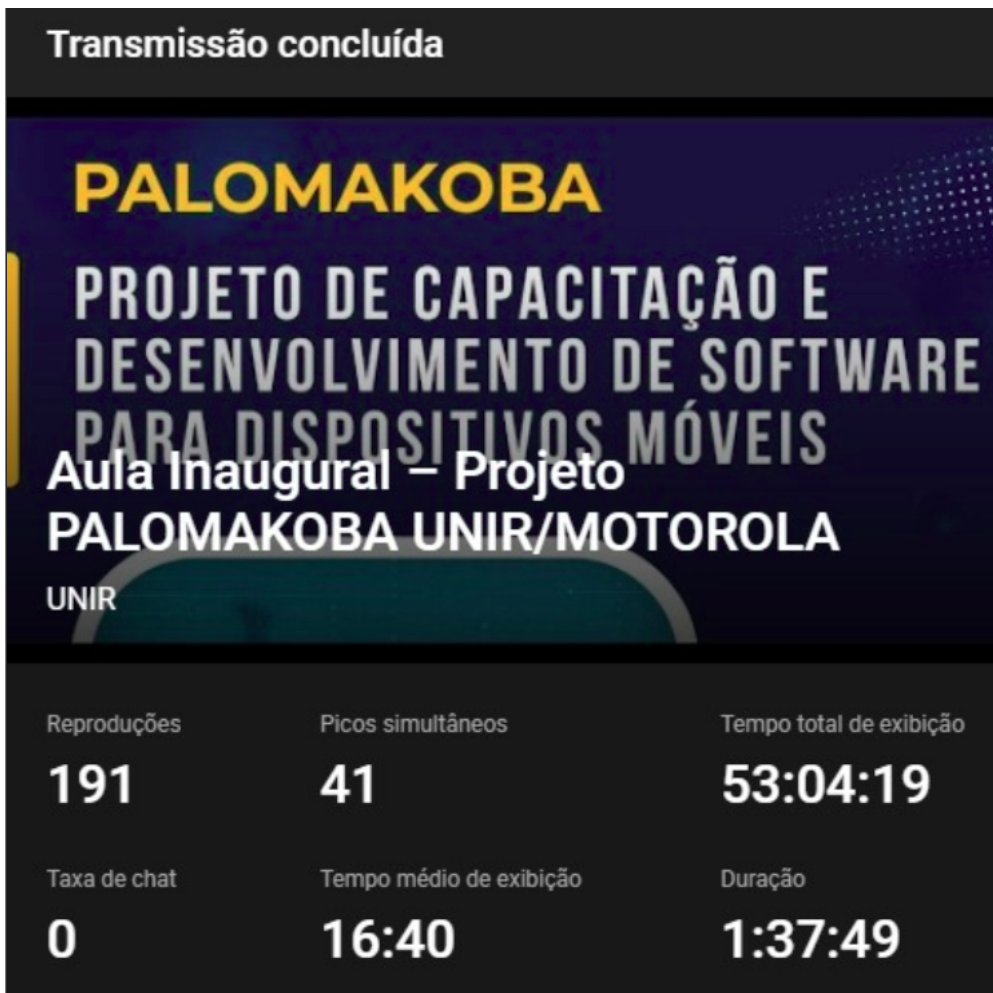 Transmissão concluída
PALOMAKOBA
PROJETO DE CAPACITAÇÃO E
DESENVOLVIMENTO DE SOFTWARE
PARA DISPOSITIVOS MÓVEIS
Aula Inaugural – Projeto
PALOMAKOBA UNIR/MOTOROLA
UNIR
Reproduções Picos simultâneos Tempo total de exibição
191 41 53:04:19
Taxa de chat Tempo médio de exibição Duração
0 16:40 1:37:49